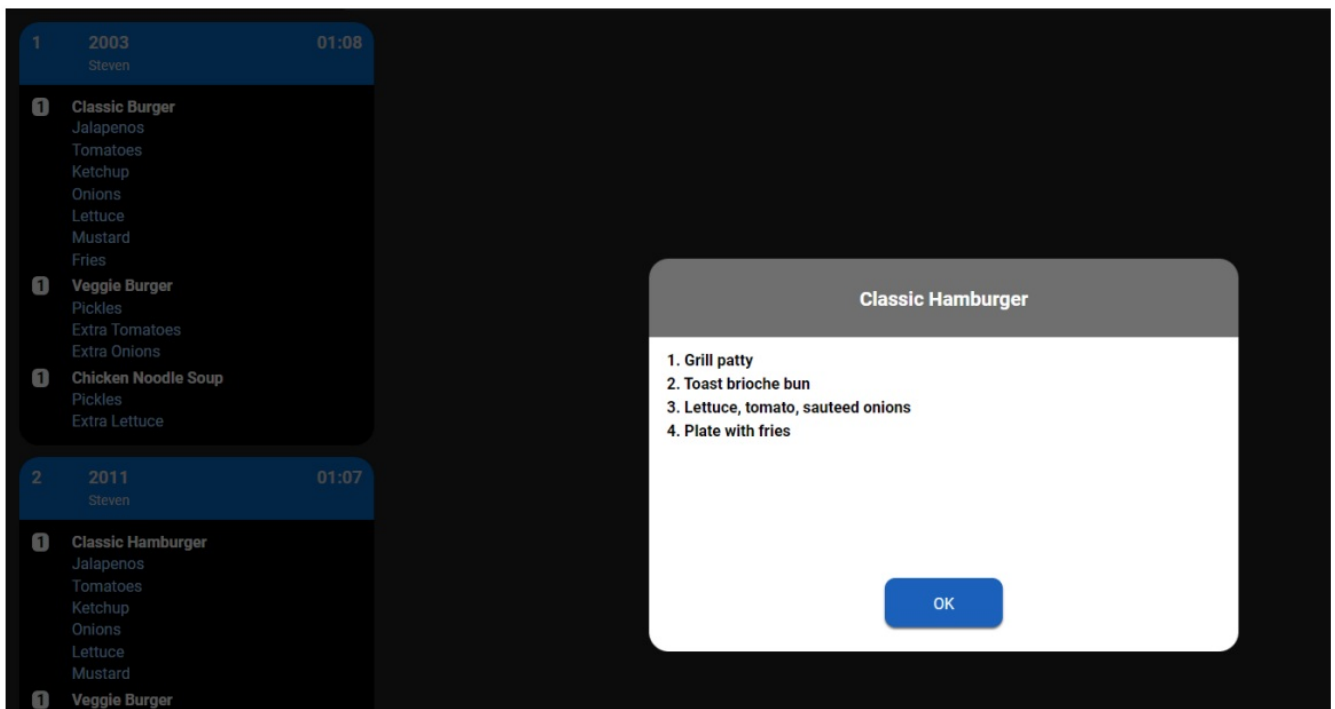 1 2003 01:08
Steven
1 Classic Burger
Jalapenos
Tomatoes
Ketchup
Onions
Lettuce
Mustard
Fries
1 Veggie Burger
Pickles
Extra Tomatoes
Extra Onions
1 Chicken Noodle Soup
Pickles
Extra Lettuce
2 2011 01:07
Steven
1 Classic Hamburger
Jalapenos
Tomatoes
Ketchup
Onions
Lettuce
Mustard
1 Veggie Burger
Classic Hamburger
1. Grill patty
2. Toast brioche bun
3. Lettuce, tomato, sauteed onions
4. Plate with fries
OK